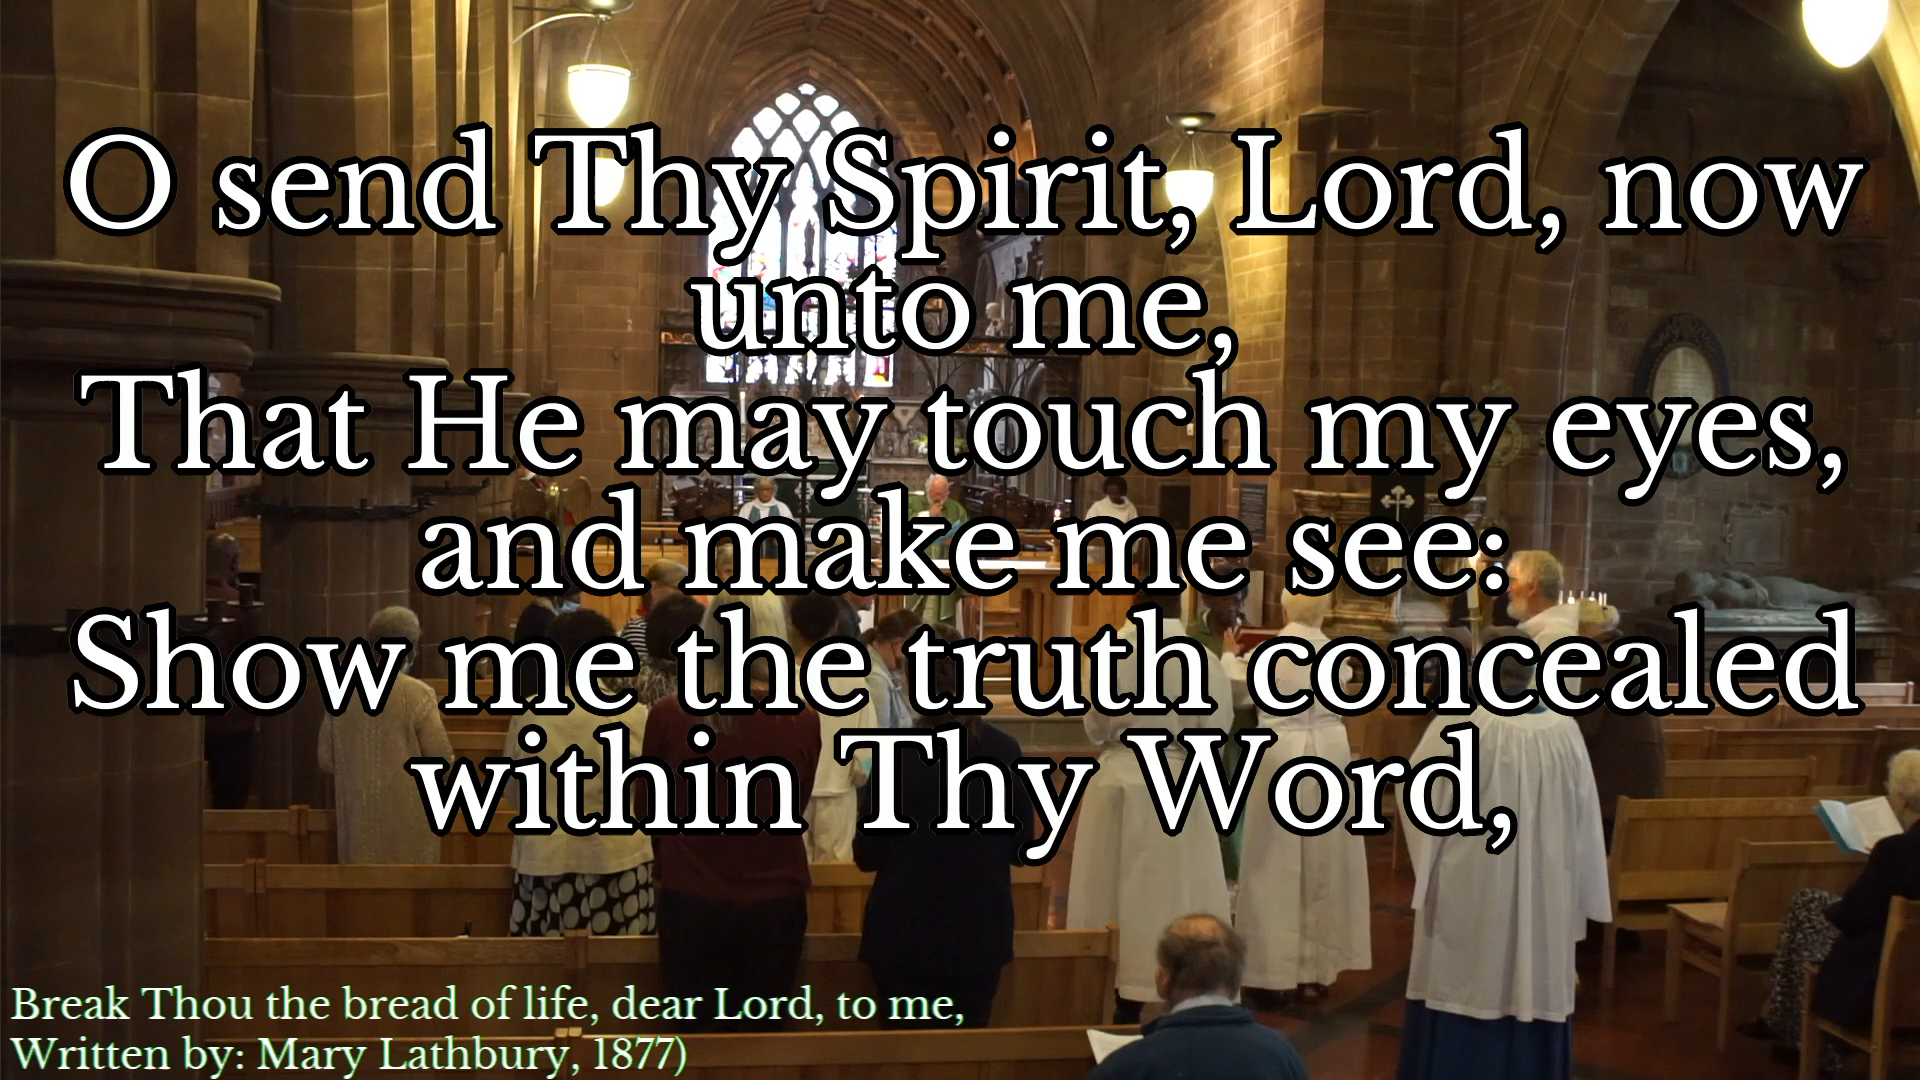 O send Thy Spirit, Lord, now
unto me,
That He may touch my eyes,
and make me see:
Show me the truth concealed
within Thy Word,
Break Thou the bread of life, dear Lord, to me,
Written by: Mary Lathbury, 1877)